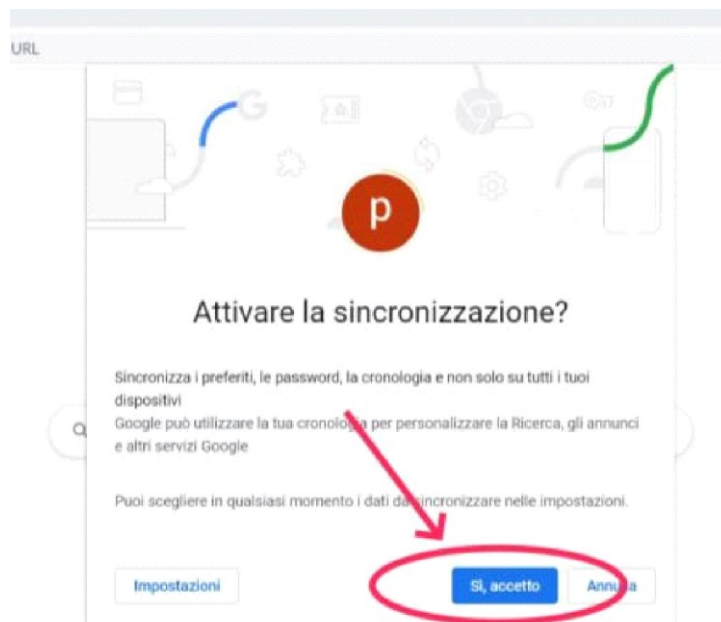 URL
p
Attivare la sincronizzazione?
Sincronizza i preferiti, le password, la cronologia e non solo su tutti i tuoi
dispositivi
Google può utilizzare la tua cronologia per personalizzare la Ricerca, gli annunci
e altri servizi Google
Puoi scegliere in qualsiasi momento i dati da sincronizzare nelle impostazioni.
Impostazioni
Sì, accetto
Annulla